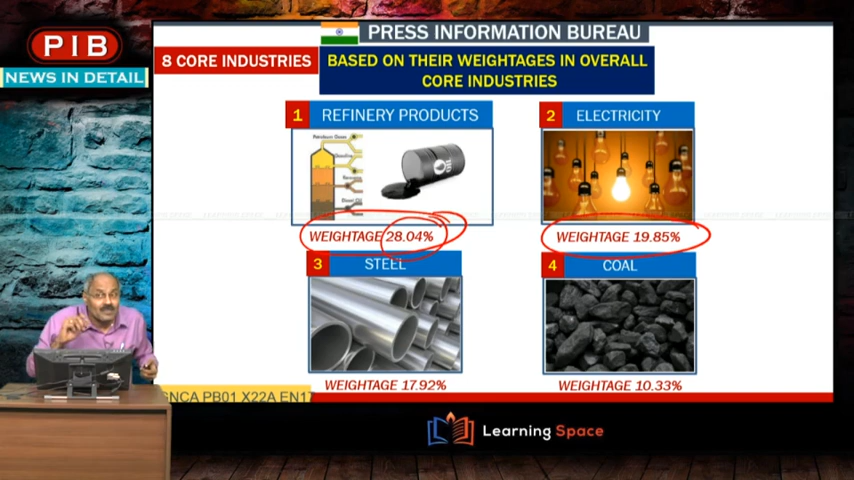 PIB
NEWS IN DETAIL
PRESS INFORMATION BUREAU
8 CORE INDUSTRIES
BASED ON THEIR WEIGHTAGES IN OVERALL
CORE INDUSTRIES
1 REFINERY PRODUCTS
2 ELECTRICITY
OIL
WEIGHTAGE 28.04%
WEIGHTAGE 19.85%
3 STEEL
4 COAL
WEIGHTAGE 17.92%
WEIGHTAGE 10.33%
NCA PB01 X22A EN17
Learning Space